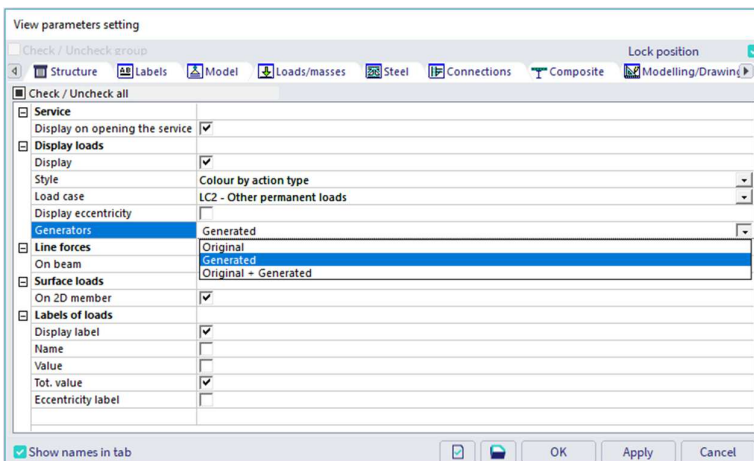 View parameters setting
Check / Uncheck group
Lock position
Structure Labels Model Loads/masses Steel Connections Composite Modelling/Drawing
Check / Uncheck all
Service
Display on opening the service
Display loads
Display
Style Colour by action type
Load case LC2 - Other permanent loads
Display eccentricity
Generators Generated
Line forces Original
Generated
On beam Original + Generated
Surface loads
On 2D member
Labels of loads
Display label
Name
Value
Tot. value
Eccentricity label
Show names in tab OK Apply Cancel